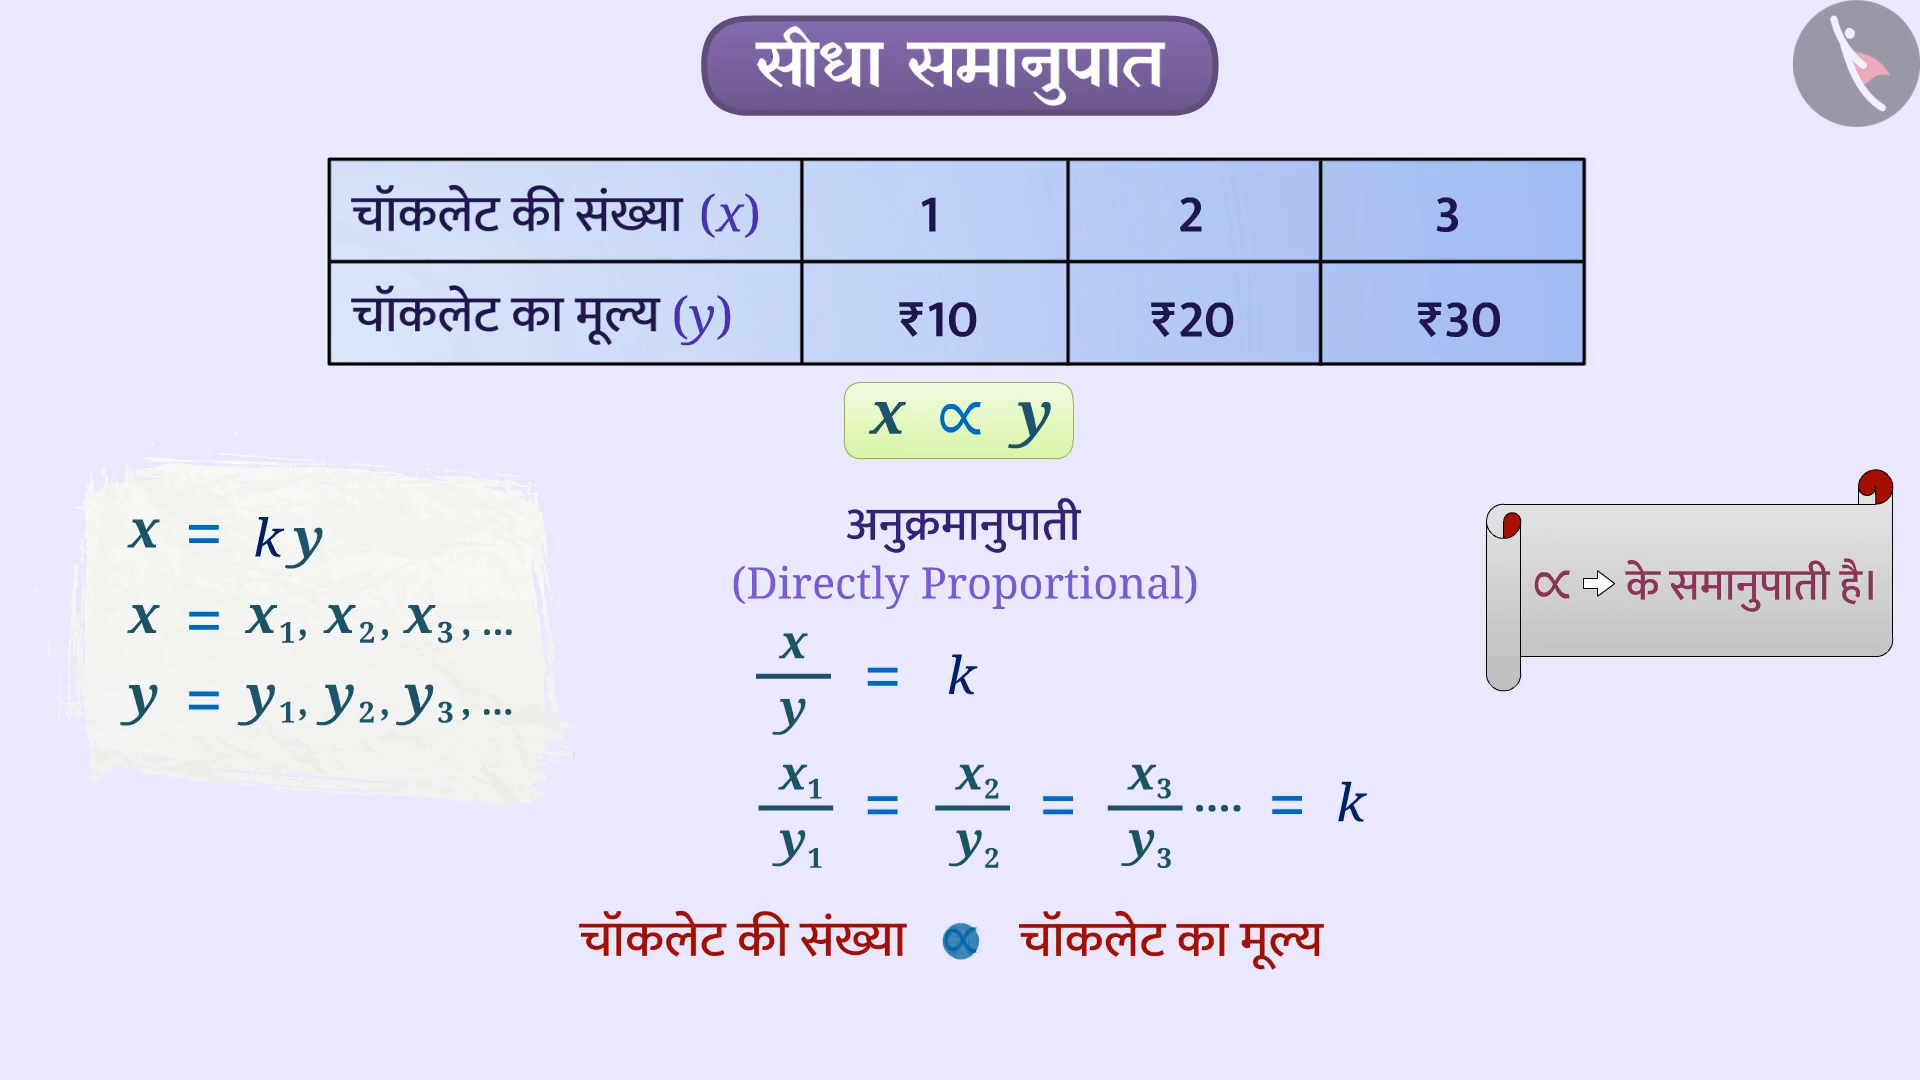 सीधा समानुपात
चॉकलेट की संख्या (x) 1 2 3
चॉकलेट का मूल्य (y) ₹10 ₹20 ₹30
x ∝ y
x = k y
x = x₁, x₂, x₃, ...
y = y₁, y₂, y₃, ...
अनुक्रमानुपाती
(Directly Proportional)
x/y = k
x₁/y₁ = x₂/y₂ = x₃/y₃ .... = k
∝ ⇨ के समानुपाती है।
चॉकलेट की संख्या ∝ चॉकलेट का मूल्य